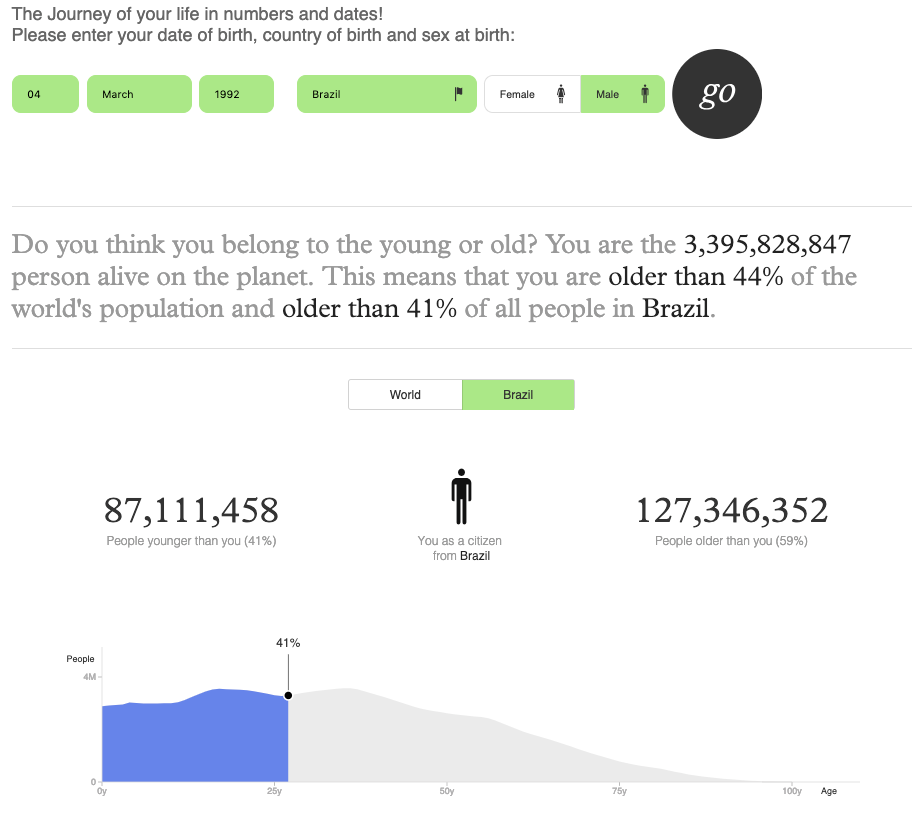 The Journey of your life in numbers and dates!
Please enter your date of birth, country of birth and sex at birth:
04 March 1992 Brazil Female Male go
Do you think you belong to the young or old? You are the 3,395,828,847
person alive on the planet. This means that you are older than 44% of the
world's population and older than 41% of all people in Brazil.
World Brazil
87,111,458 127,346,352
People younger than you (41%) You as a citizen People older than you (59%)
from Brazil
41%
People
4M
0
0y 25y 50y 75y 100y Age